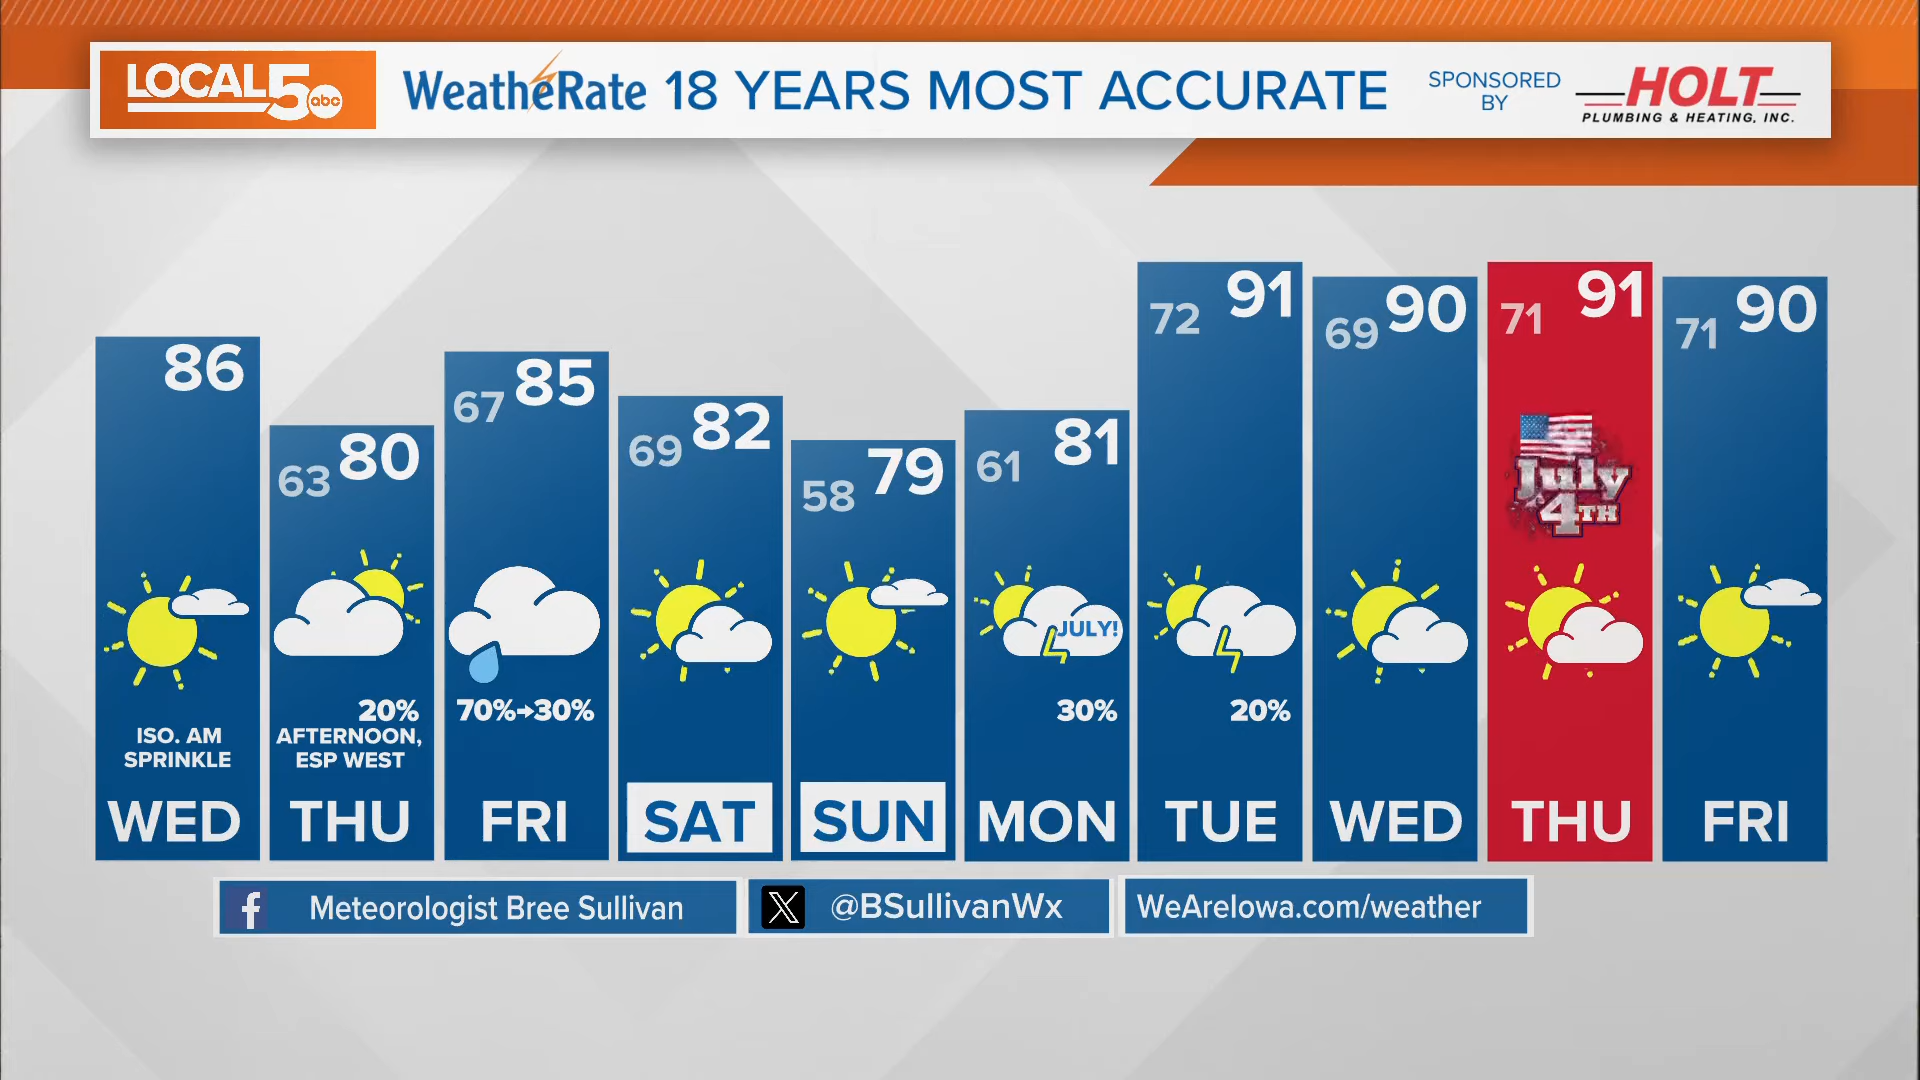 LOCAL 5 abc
WeatheRate 18 YEARS MOST ACCURATE
SPONSORED
BY
HOLT
PLUMBING & HEATING, INC.
86
ISO. AM
SPRINKLE
WED
63 80
20%
AFTERNOON,
ESP WEST
THU
67 85
70%→30%
FRI
69 82
SAT
58 79
SUN
61 81
JULY!
30%
MON
72 91
20%
TUE
69 90
WED
71 91
July
4TH
THU
71 90
FRI
f Meteorologist Bree Sullivan
X @BSullivanWx
WeAreIowa.com/weather